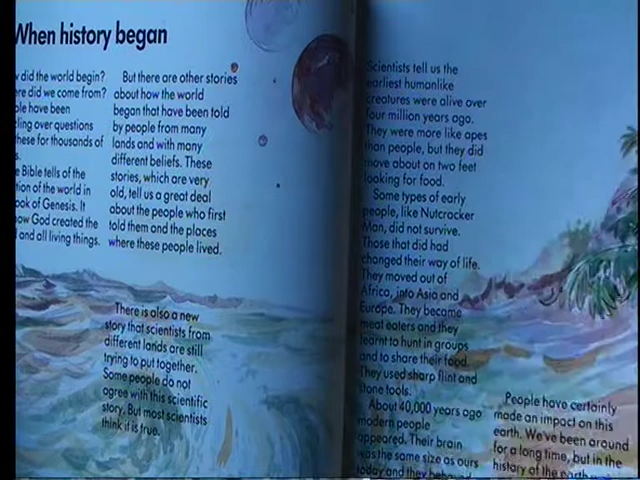 When history began
did the world begin?
did we come from?
have been
over questions
these for thousands of
Bible tells of the
of the world in
of Genesis. It
God created the
and all living things.
But there are other stories
about how the world
began that have been told
by people from many
lands and with many
different beliefs. These
stories, which are very
old, tell us a great deal
about the people who first
told them and the places
where these people lived.
There is also a new
story that scientists from
different lands are still
trying to put together.
Some people do not
agree with this scientific
story. But most scientists
think it is true.
Scientists tell us the
earliest humanlike
creatures were alive over
four million years ago.
They were more like apes
than people, but they did
move about on two feet
looking for food.
Some types of early
people, like Nutcracker
Man, did not survive.
Those that did had
changed their way of life.
They moved out of
Africa, into Asia and
Europe. They became
meat eaters and they
learnt to hunt in groups
and to share their food.
They used sharp flint and
stone tools.
About 40,000 years ago
modern people
appeared. Their brain
was the same size as ours
today and they behaved
People have certainly
made an impact on this
earth. We've been around
for a long time, but in the
history of the earth